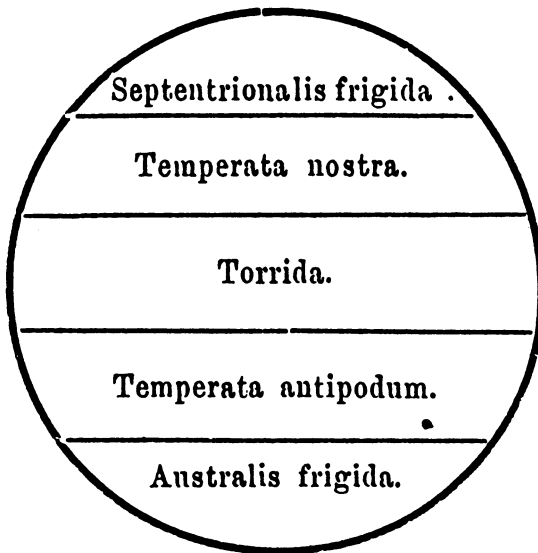 Septentrionalis frigida .
Temperata nostra.
Torrida.
Temperata antipodum.
Australis frigida.